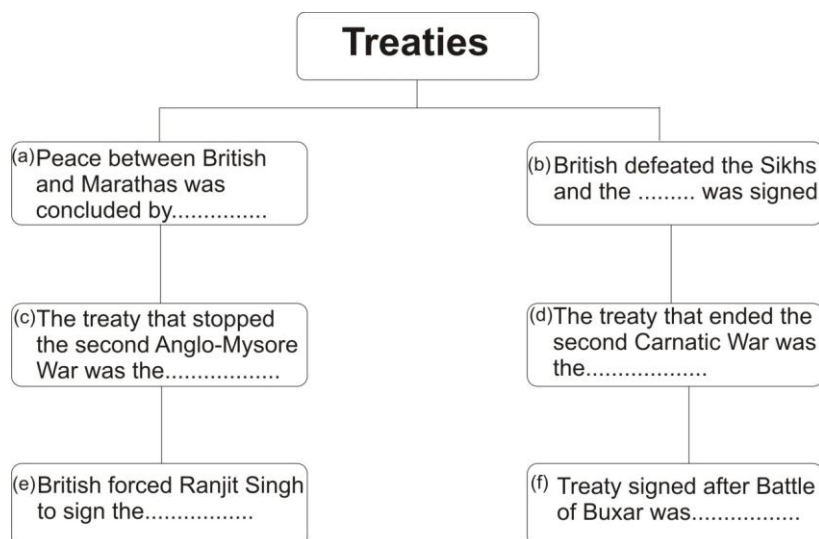 Treaties
(a) Peace between British
and Marathas was
concluded by...............
(b) British defeated the Sikhs
and the ......... was signed
(c) The treaty that stopped
the second Anglo-Mysore
War was the..................
(d) The treaty that ended the
second Carnatic War was
the...................
(e) British forced Ranjit Singh
to sign the.................
(f) Treaty signed after Battle
of Buxar was.................